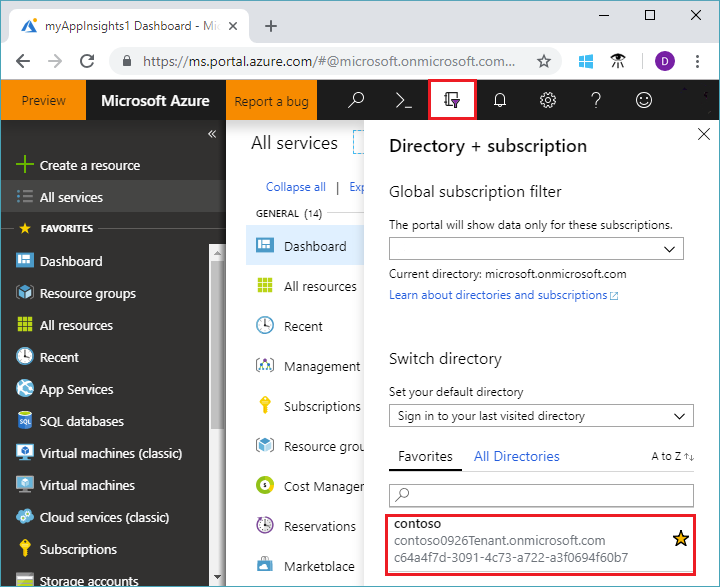 myAppInsights1 Dashboard - Mi
https://ms.portal.azure.com/#@microsoft.onmicrosoft.com...
D
Preview
Microsoft Azure
Report a bug
Create a resource
All services
FAVORITES
Dashboard
Resource groups
All resources
Recent
App Services
SQL databases
Virtual machines (classic)
Virtual machines
Cloud services (classic)
Subscriptions
Storage accounts
All services
Collapse all | Exp
GENERAL (14)
Dashboard
All resources
Recent
Management
Subscriptions
Resource grou
Cost Manager
Reservations
Marketplace
Directory + subscription
Global subscription filter
The portal will show data only for these subscriptions.
Current directory: microsoft.onmicrosoft.com
Learn about directories and subscriptions
Switch directory
Set your default directory
Sign in to your last visited directory
Favorites All Directories A to Z
contoso
contoso0926Tenant.onmicrosoft.com
c64a4f7d-3091-4c73-a722-a3f0694f60b7